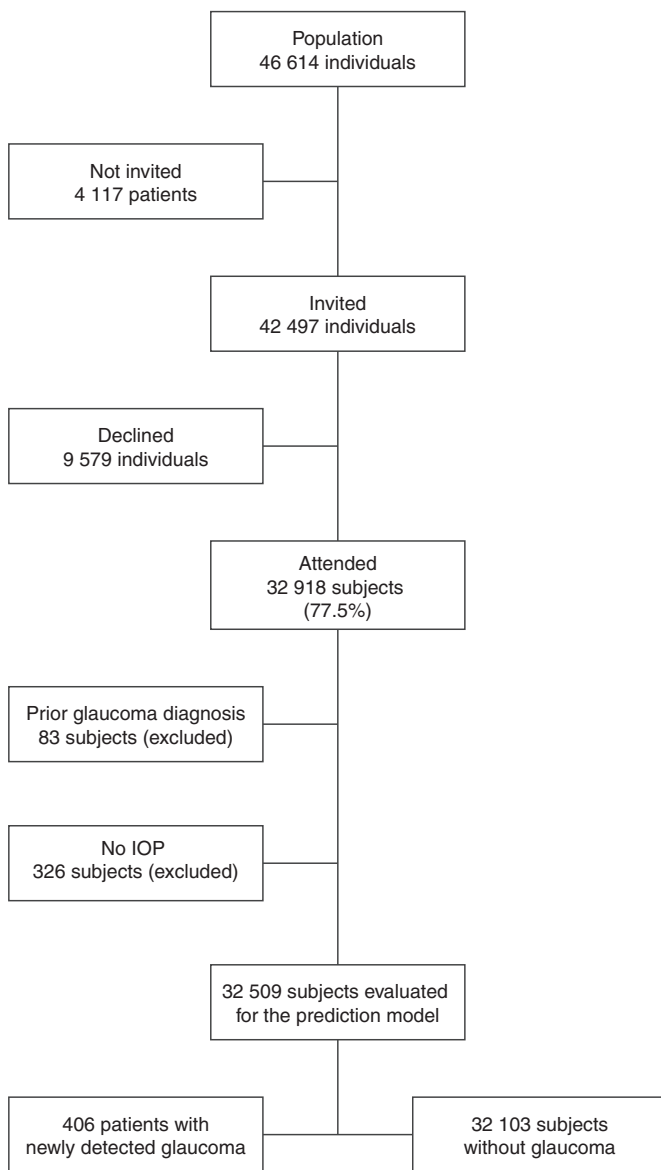 Population
46 614 individuals
Not invited
4 117 patients
Invited
42 497 individuals
Declined
9 579 individuals
Attended
32 918 subjects
(77.5%)
Prior glaucoma diagnosis
83 subjects (excluded)
No IOP
326 subjects (excluded)
32 509 subjects evaluated
for the prediction model
406 patients with
newly detected glaucoma
32 103 subjects
without glaucoma